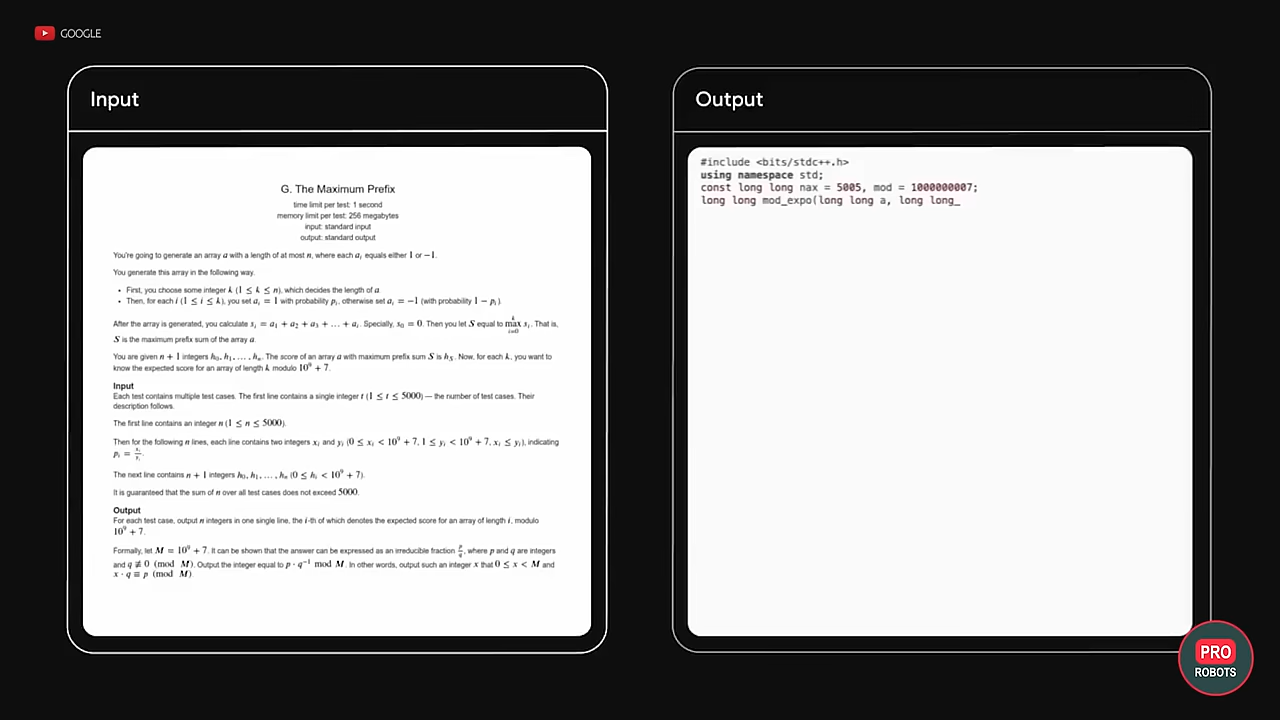 GOOGLE
Input
G. The Maximum Prefix
time limit per test: 1 second
memory limit per test: 256 megabytes
input: standard input
output: standard output
You're going to generate an array a with a length of at most n, where each a_i equals either 1 or −1.
You generate this array in the following way.
• First, you choose some integer k (1 ≤ k ≤ n), which decides the length of a.
• Then, for each i (1 ≤ i ≤ k), you set a_i = 1 with probability p_i, otherwise set a_i = −1 (with probability 1 − p_i).
After the array is generated, you calculate s_i = a_1 + a_2 + a_3 + … + a_i. Specially, s_0 = 0. Then you let S equal to max_{i=0}^{k} s_i. That is,
S is the maximum prefix sum of the array a.
You are given n + 1 integers h_0, h_1, …, h_n. The score of an array a with maximum prefix sum S is h_S. Now, for each k, you want to
know the expected score for an array of length k modulo 10^9 + 7.
Input
Each test contains multiple test cases. The first line contains a single integer t (1 ≤ t ≤ 5000) — the number of test cases. Their
description follows.
The first line contains an integer n (1 ≤ n ≤ 5000).
Then for the following n lines, each line contains two integers x_i and y_i (0 ≤ x_i < 10^9 + 7, 1 ≤ y_i < 10^9 + 7, x_i ≤ y_i), indicating
p_i = x_i/y_i.
The next line contains n + 1 integers h_0, h_1, …, h_n (0 ≤ h_i < 10^9 + 7).
It is guaranteed that the sum of n over all test cases does not exceed 5000.
Output
For each test case, output n integers in one single line, the i-th of which denotes the expected score for an array of length i, modulo
10^9 + 7.
Formally, let M = 10^9 + 7. It can be shown that the answer can be expressed as an irreducible fraction p/q, where p and q are integers
and q ≢ 0 (mod M). Output the integer equal to p · q^−1 mod M. In other words, output such an integer x that 0 ≤ x < M and
x · q ≡ p (mod M).
Output
#include <bits/stdc++.h>
using namespace std;
const long long nax = 5005, mod = 1000000007;
long long mod_expo(long long a, long long_
PRO
ROBOTS